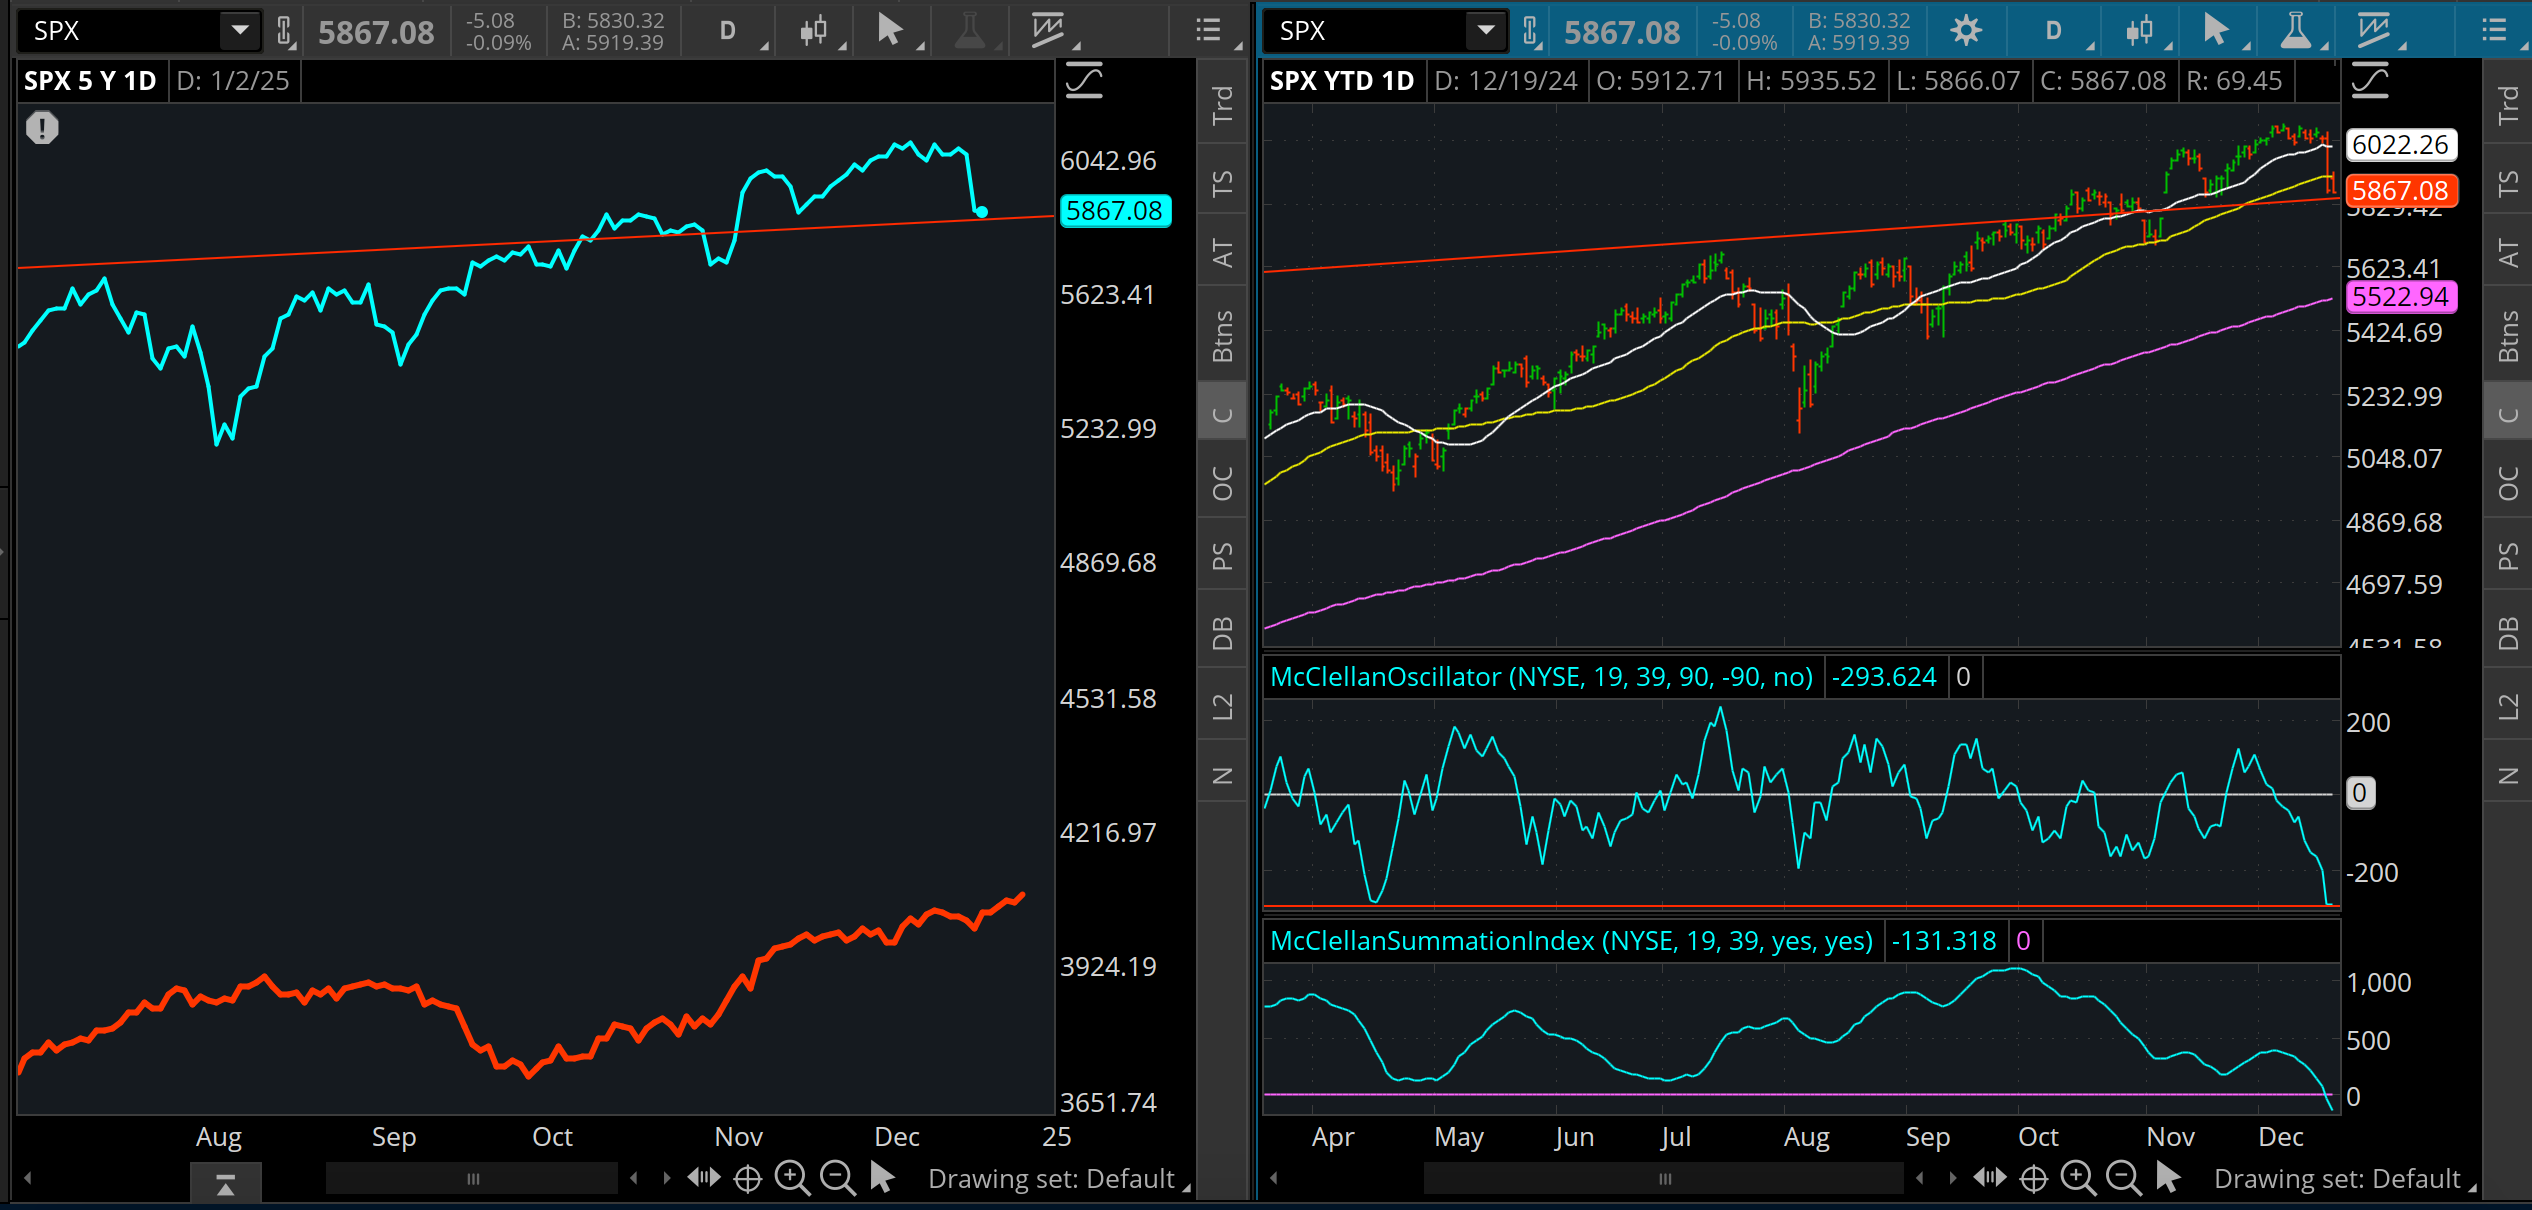 SPX
5867.08
-5.08
-0.09%
B: 5830.32
A: 5919.39
D
SPX 5 Y 1D
D: 1/2/25
6042.96
5867.08
5623.41
5232.99
4869.68
4531.58
4216.97
3924.19
3651.74
Aug
Sep
Oct
Nov
Dec
25
Drawing set: Default
Trd
TS
AT
Btns
C
OC
PS
DB
L2
N
SPX
5867.08
-5.08
-0.09%
B: 5830.32
A: 5919.39
D
SPX YTD 1D
D: 12/19/24
O: 5912.71
H: 5935.52
L: 5866.07
C: 5867.08
R: 69.45
6022.26
5867.08
5829.42
5623.41
5522.94
5424.69
5232.99
5048.07
4869.68
4697.59
4531.58
McClellanOscillator (NYSE, 19, 39, 90, -90, no)
-293.624
0
200
0
-200
McClellanSummationIndex (NYSE, 19, 39, yes, yes)
-131.318
0
1,000
500
0
Apr
May
Jun
Jul
Aug
Sep
Oct
Nov
Dec
Drawing set: Default
Trd
TS
AT
Btns
C
OC
PS
DB
L2
N